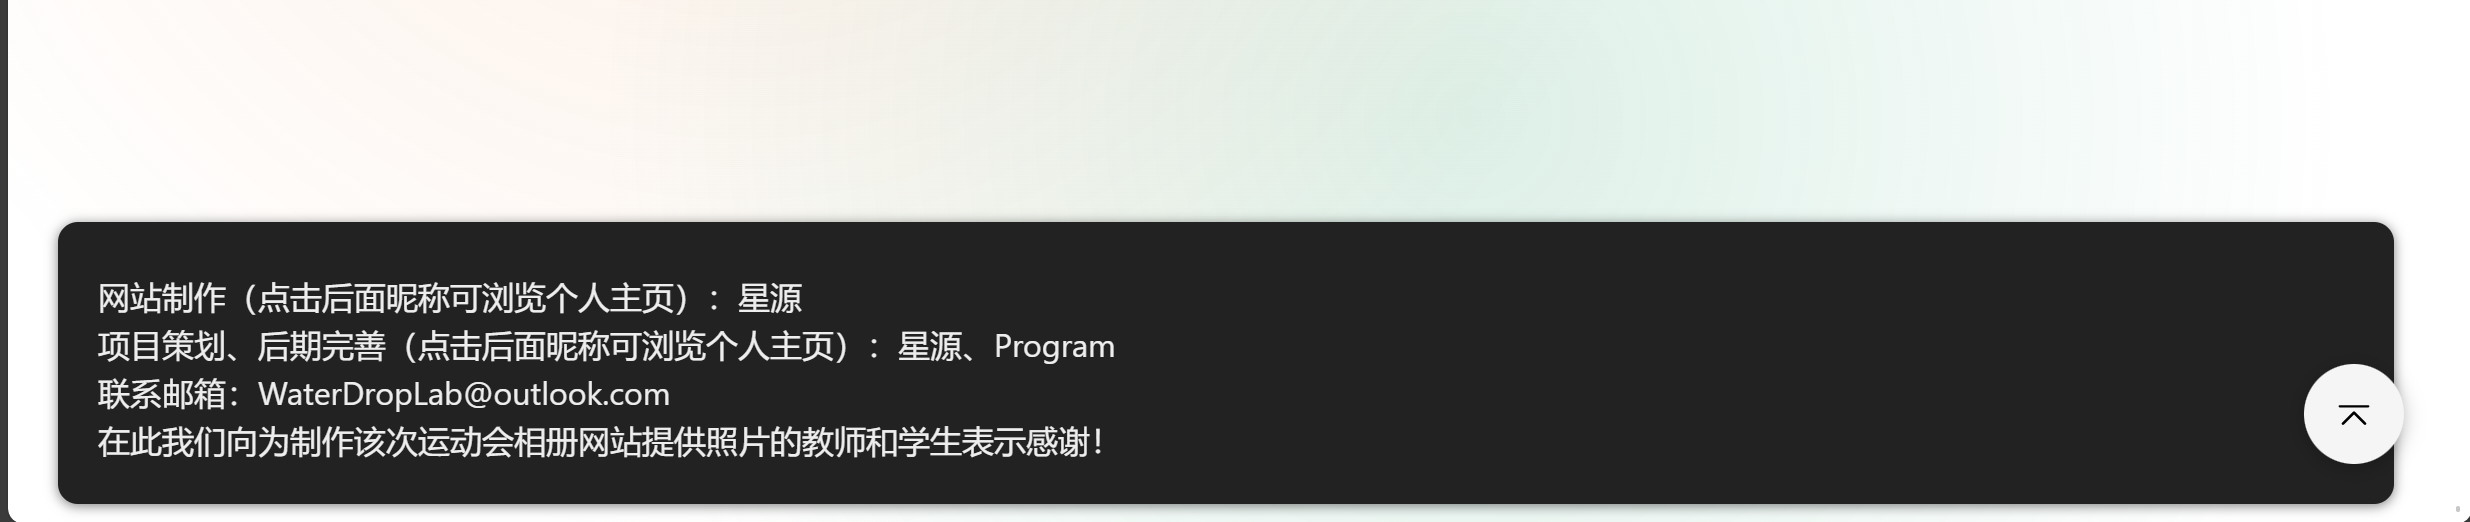 网站制作（点击后面昵称可浏览个人主页）：星源
项目策划、后期完善（点击后面昵称可浏览个人主页）：星源、Program
联系邮箱：WaterDropLab@outlook.com
在此我们向为制作该次运动会相册网站提供照片的教师和学生表示感谢！